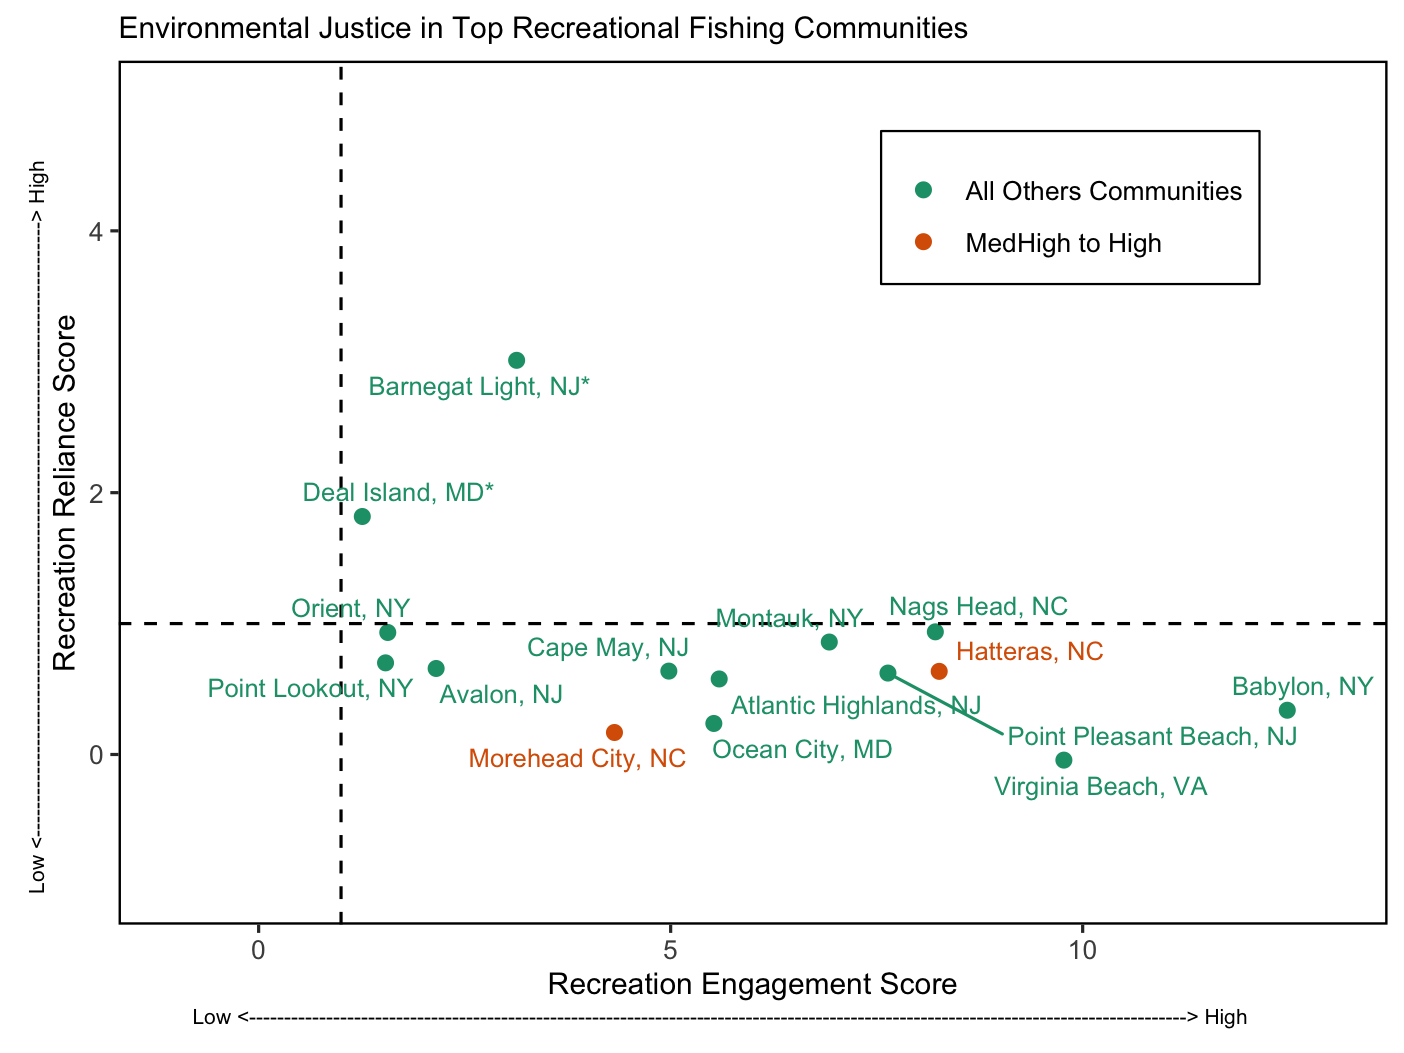 Environmental Justice in Top Recreational Fishing Communities
All Others Communities
MedHigh to High
Low <--------------------------------------------------------------------------------------> High
Recreation Reliance Score
4
2
0
Barnegat Light, NJ*
Deal Island, MD*
Orient, NY
Montauk, NY
Nags Head, NC
Cape May, NJ
Hatteras, NC
Point Lookout, NY
Avalon, NJ
Babylon, NY
Atlantic Highlands, NJ
Point Pleasant Beach, NJ
Ocean City, MD
Morehead City, NC
Virginia Beach, VA
0
5
10
Recreation Engagement Score
Low <--------------------------------------------------------------------------------------------------------------------------------------> High